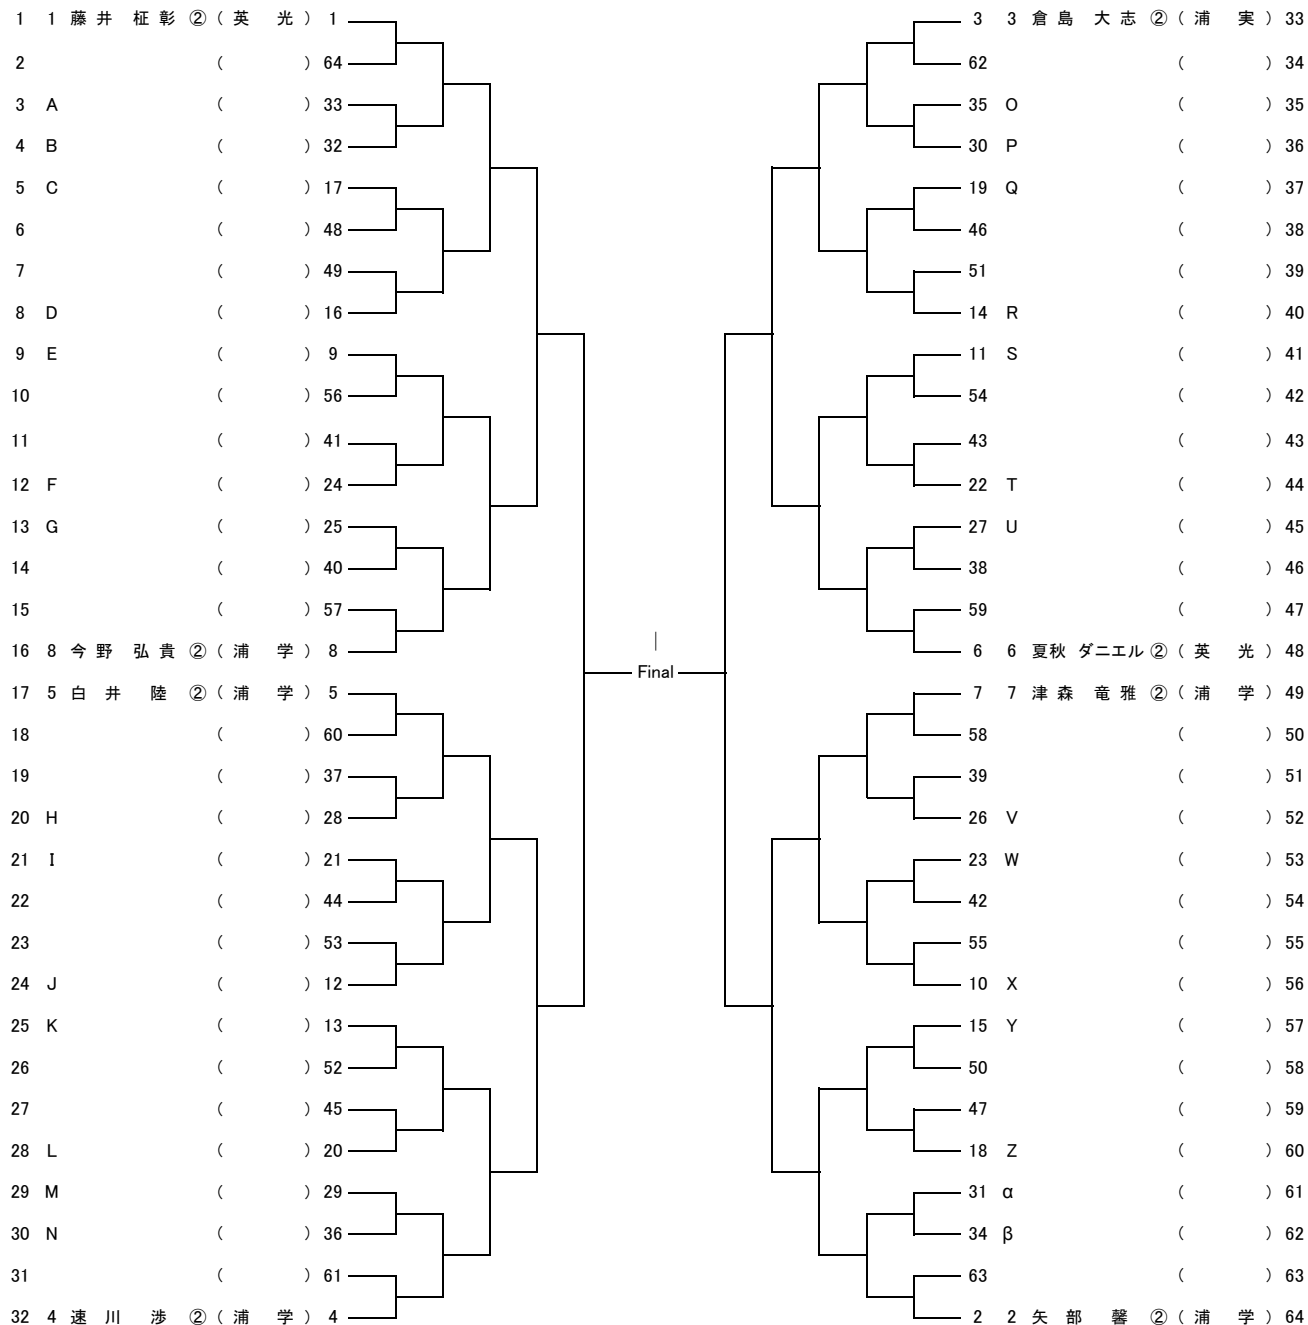 1 1 藤井 柾彰 ② ( 英 光 ) 1
2 ( ) 64
3 A ( ) 33
4 B ( ) 32
5 C ( ) 17
6 ( ) 48
7 ( ) 49
8 D ( ) 16
9 E ( ) 9
10 ( ) 56
11 ( ) 41
12 F ( ) 24
13 G ( ) 25
14 ( ) 40
15 ( ) 57
16 8 今野 弘貴 ② ( 浦 学 ) 8
17 5 白井 陸 ② ( 浦 学 ) 5
18 ( ) 60
19 ( ) 37
20 H ( ) 28
21 I ( ) 21
22 ( ) 44
23 ( ) 53
24 J ( ) 12
25 K ( ) 13
26 ( ) 52
27 ( ) 45
28 L ( ) 20
29 M ( ) 29
30 N ( ) 36
31 ( ) 61
32 4 速川 渉 ② ( 浦 学 ) 4
Final
3 3 倉島 大志 ② ( 浦 実 ) 33
62 ( ) 34
35 O ( ) 35
30 P ( ) 36
19 Q ( ) 37
46 ( ) 38
51 ( ) 39
14 R ( ) 40
11 S ( ) 41
54 ( ) 42
43 ( ) 43
22 T ( ) 44
27 U ( ) 45
38 ( ) 46
59 ( ) 47
6 6 夏秋 ダニエル ② ( 英 光 ) 48
7 7 津森 竜雅 ② ( 浦 学 ) 49
58 ( ) 50
39 ( ) 51
26 V ( ) 52
23 W ( ) 53
42 ( ) 54
55 ( ) 55
10 X ( ) 56
15 Y ( ) 57
50 ( ) 58
47 ( ) 59
18 Z ( ) 60
31 α ( ) 61
34 β ( ) 62
63 ( ) 63
2 2 矢部 馨 ② ( 浦 学 ) 64